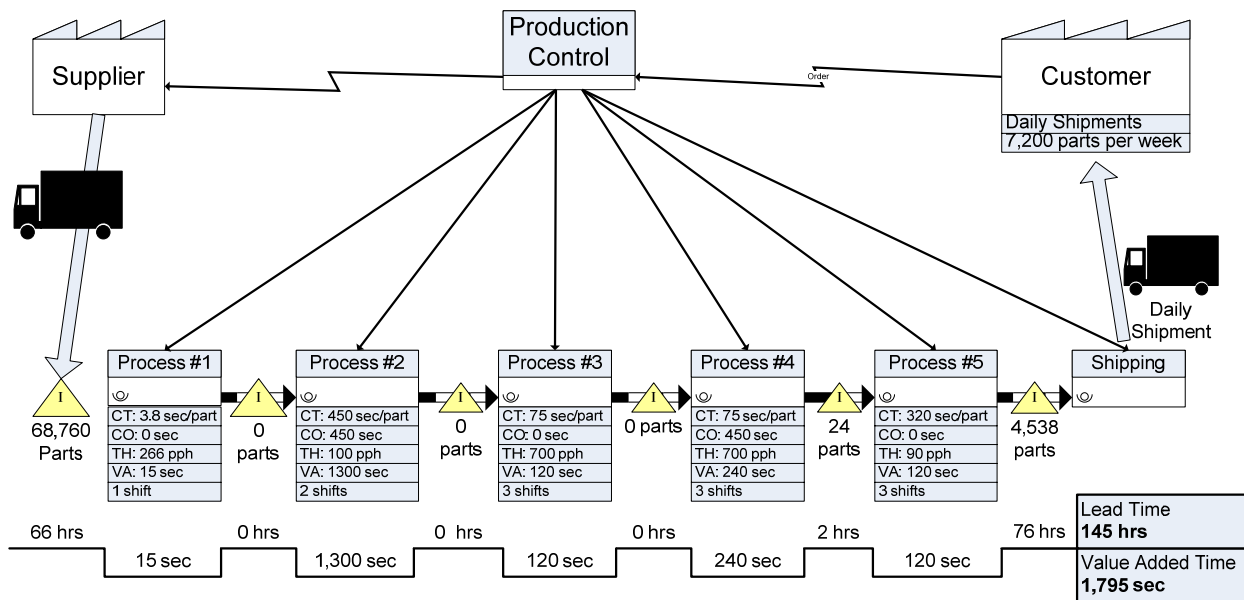 Production
Control
Supplier
Order
Customer
Daily Shipments
7,200 parts per week
Daily
Shipment
Process #1
Process #2
Process #3
Process #4
Process #5
Shipping
I
I
I
I
I
I
68,760
Parts
CT: 3.8 sec/part
CO: 0 sec
TH: 266 pph
VA: 15 sec
1 shift
0
parts
CT: 450 sec/part
CO: 450 sec
TH: 100 pph
VA: 1300 sec
2 shifts
0
parts
CT: 75 sec/part
CO: 0 sec
TH: 700 pph
VA: 120 sec
3 shifts
0 parts
CT: 75 sec/part
CO: 450 sec
TH: 700 pph
VA: 240 sec
3 shifts
24
parts
CT: 320 sec/part
CO: 0 sec
TH: 90 pph
VA: 120 sec
3 shifts
4,538
parts
66 hrs
15 sec
0 hrs
1,300 sec
0 hrs
120 sec
0 hrs
240 sec
2 hrs
120 sec
76 hrs
Lead Time
145 hrs
Value Added Time
1,795 sec